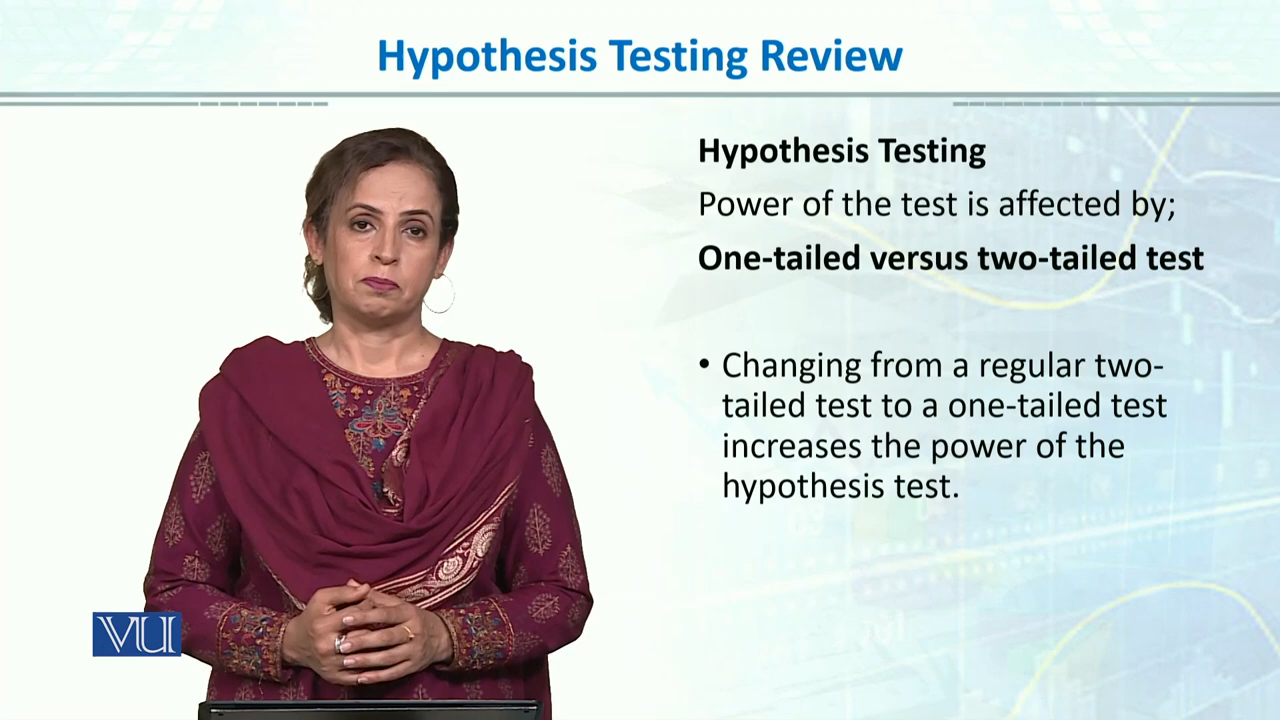 Hypothesis Testing Review
Hypothesis Testing
Power of the test is affected by;
One-tailed versus two-tailed test
• Changing from a regular two-
tailed test to a one-tailed test
increases the power of the
hypothesis test.
VU